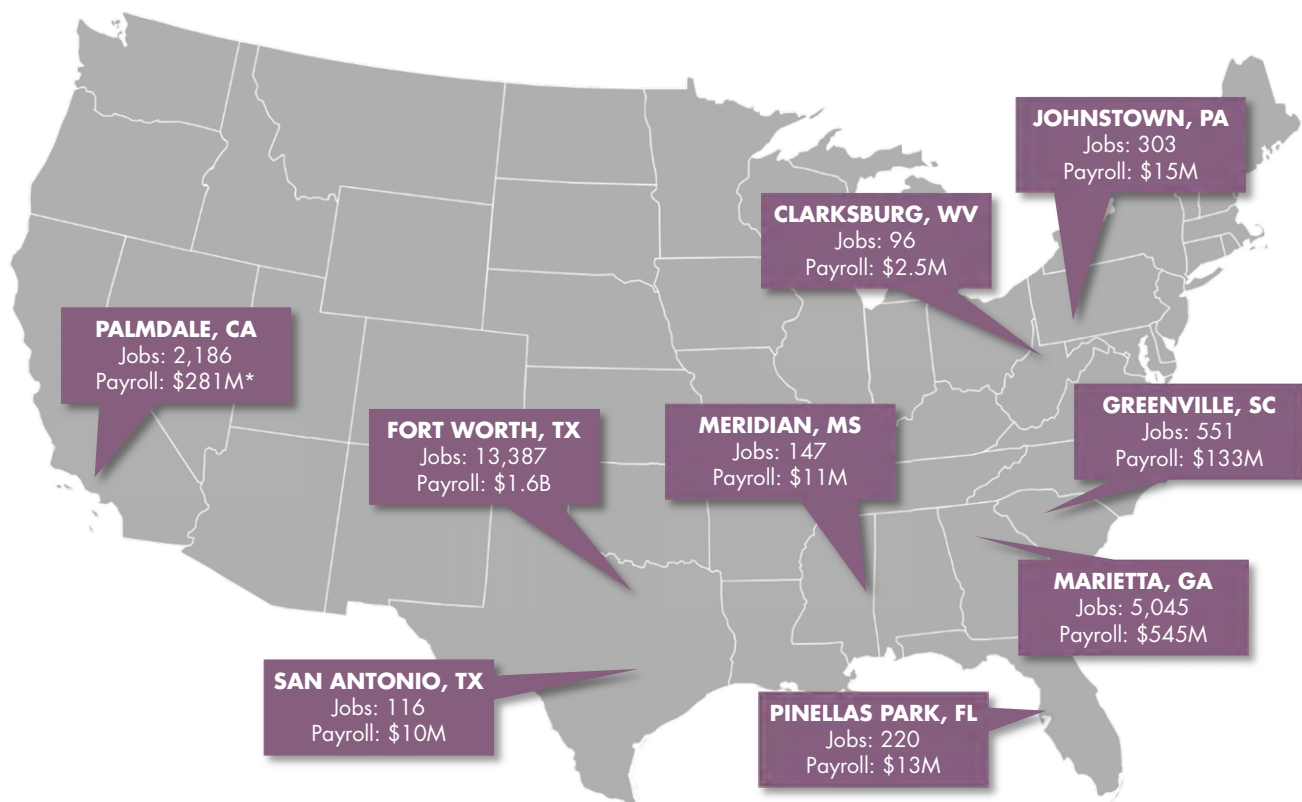 JOHNSTOWN, PA
Jobs: 303
Payroll: $15M
CLARKSBURG, WV
Jobs: 96
Payroll: $2.5M
PALMDALE, CA
Jobs: 2,186
Payroll: $281M*
FORT WORTH, TX
Jobs: 13,387
Payroll: $1.6B
MERIDIAN, MS
Jobs: 147
Payroll: $11M
GREENVILLE, SC
Jobs: 551
Payroll: $133M
MARIETTA, GA
Jobs: 5,045
Payroll: $545M
SAN ANTONIO, TX
Jobs: 116
Payroll: $10M
PINELLAS PARK, FL
Jobs: 220
Payroll: $13M